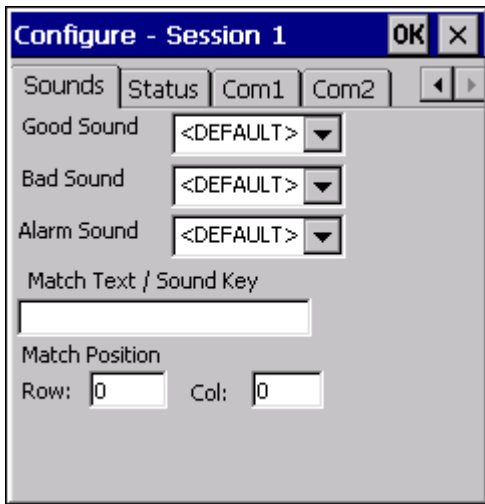 Configure - Session 1 OK ×
Sounds Status Com1 Com2
Good Sound <DEFAULT>
Bad Sound <DEFAULT>
Alarm Sound <DEFAULT>
Match Text / Sound Key
Match Position
Row: 0 Col: 0